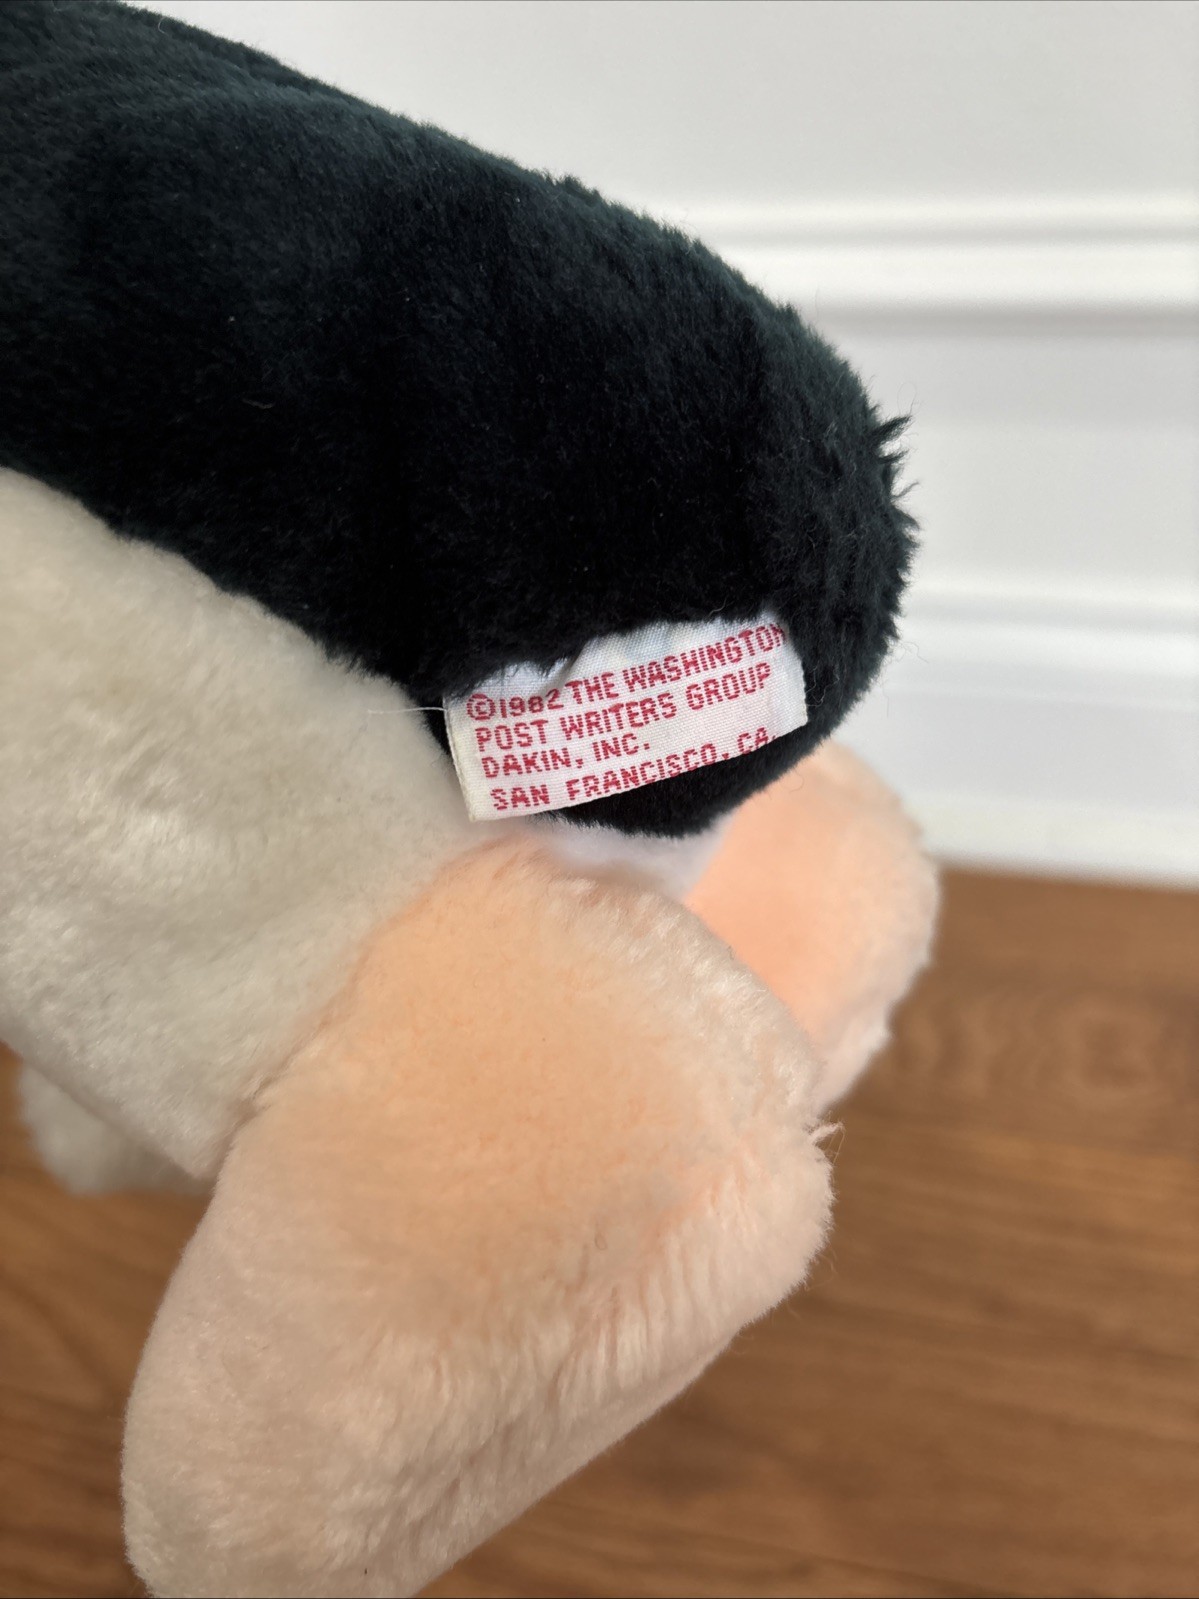 ©1982 THE WASHINGTON
POST WRITERS GROUP
DAKIN, INC.
SAN FRANCISCO, CA.